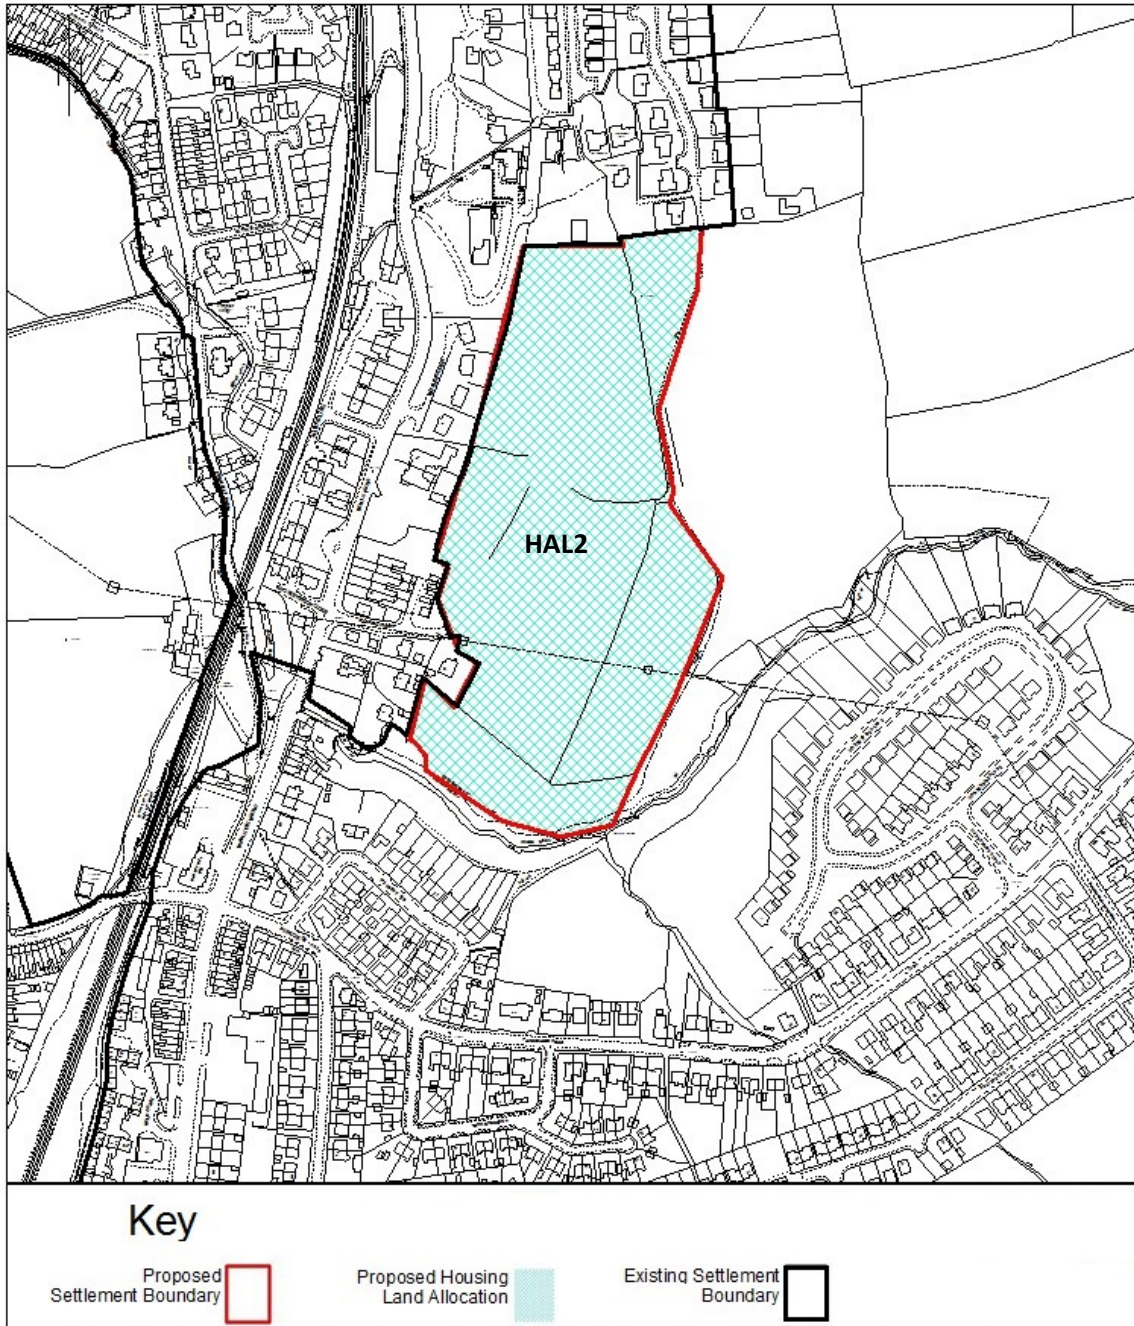 HAL2
Key
Proposed
Settlement Boundary
Proposed Housing
Land Allocation
Existing Settlement
Boundary